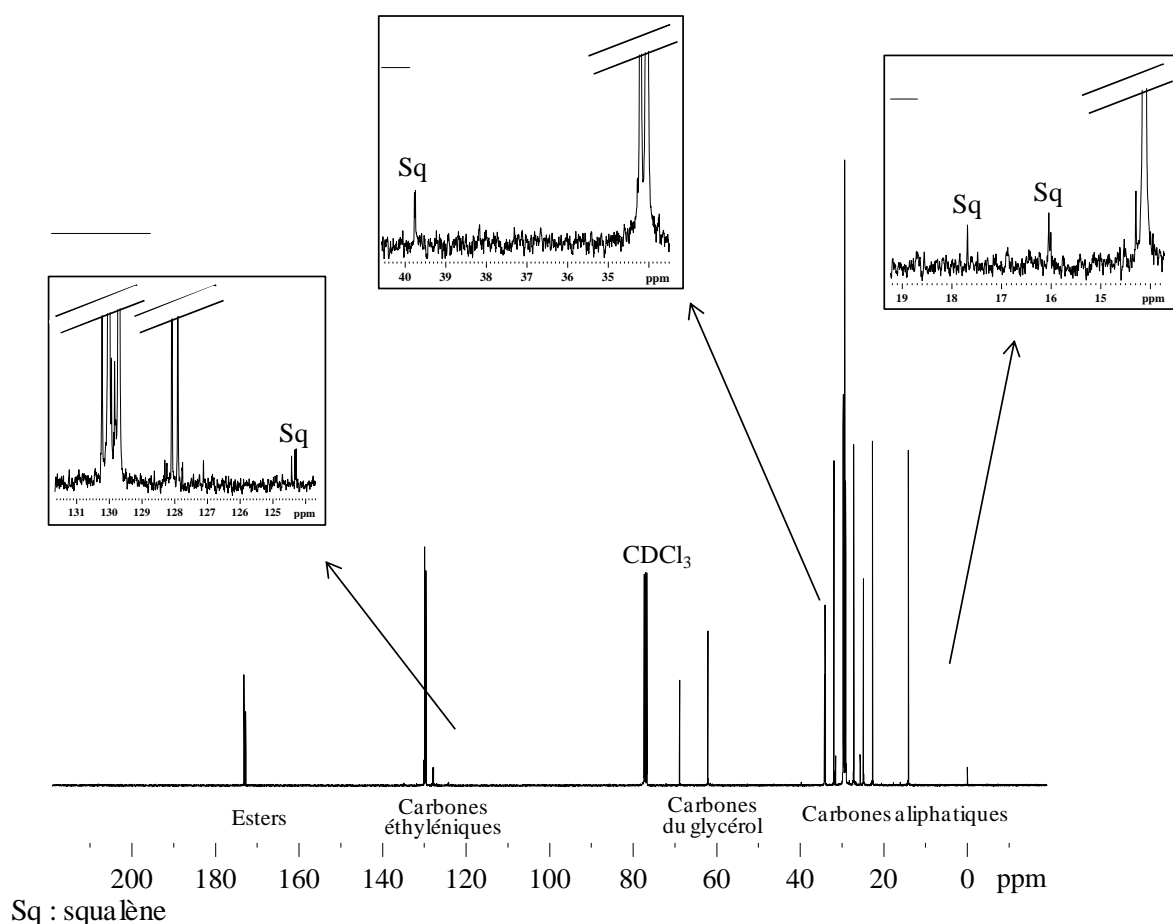 Sq
40 39 38 37 36 35 ppm
Sq
Sq
19 18 17 16 15 ppm
Sq
131 130 129 128 127 126 125 ppm
CDCl₃
Esters
Carbones
éthyléniques
Carbones
du glycérol
Carbones aliphatiques
200 180 160 140 120 100 80 60 40 20 0 ppm
Sq : squalène